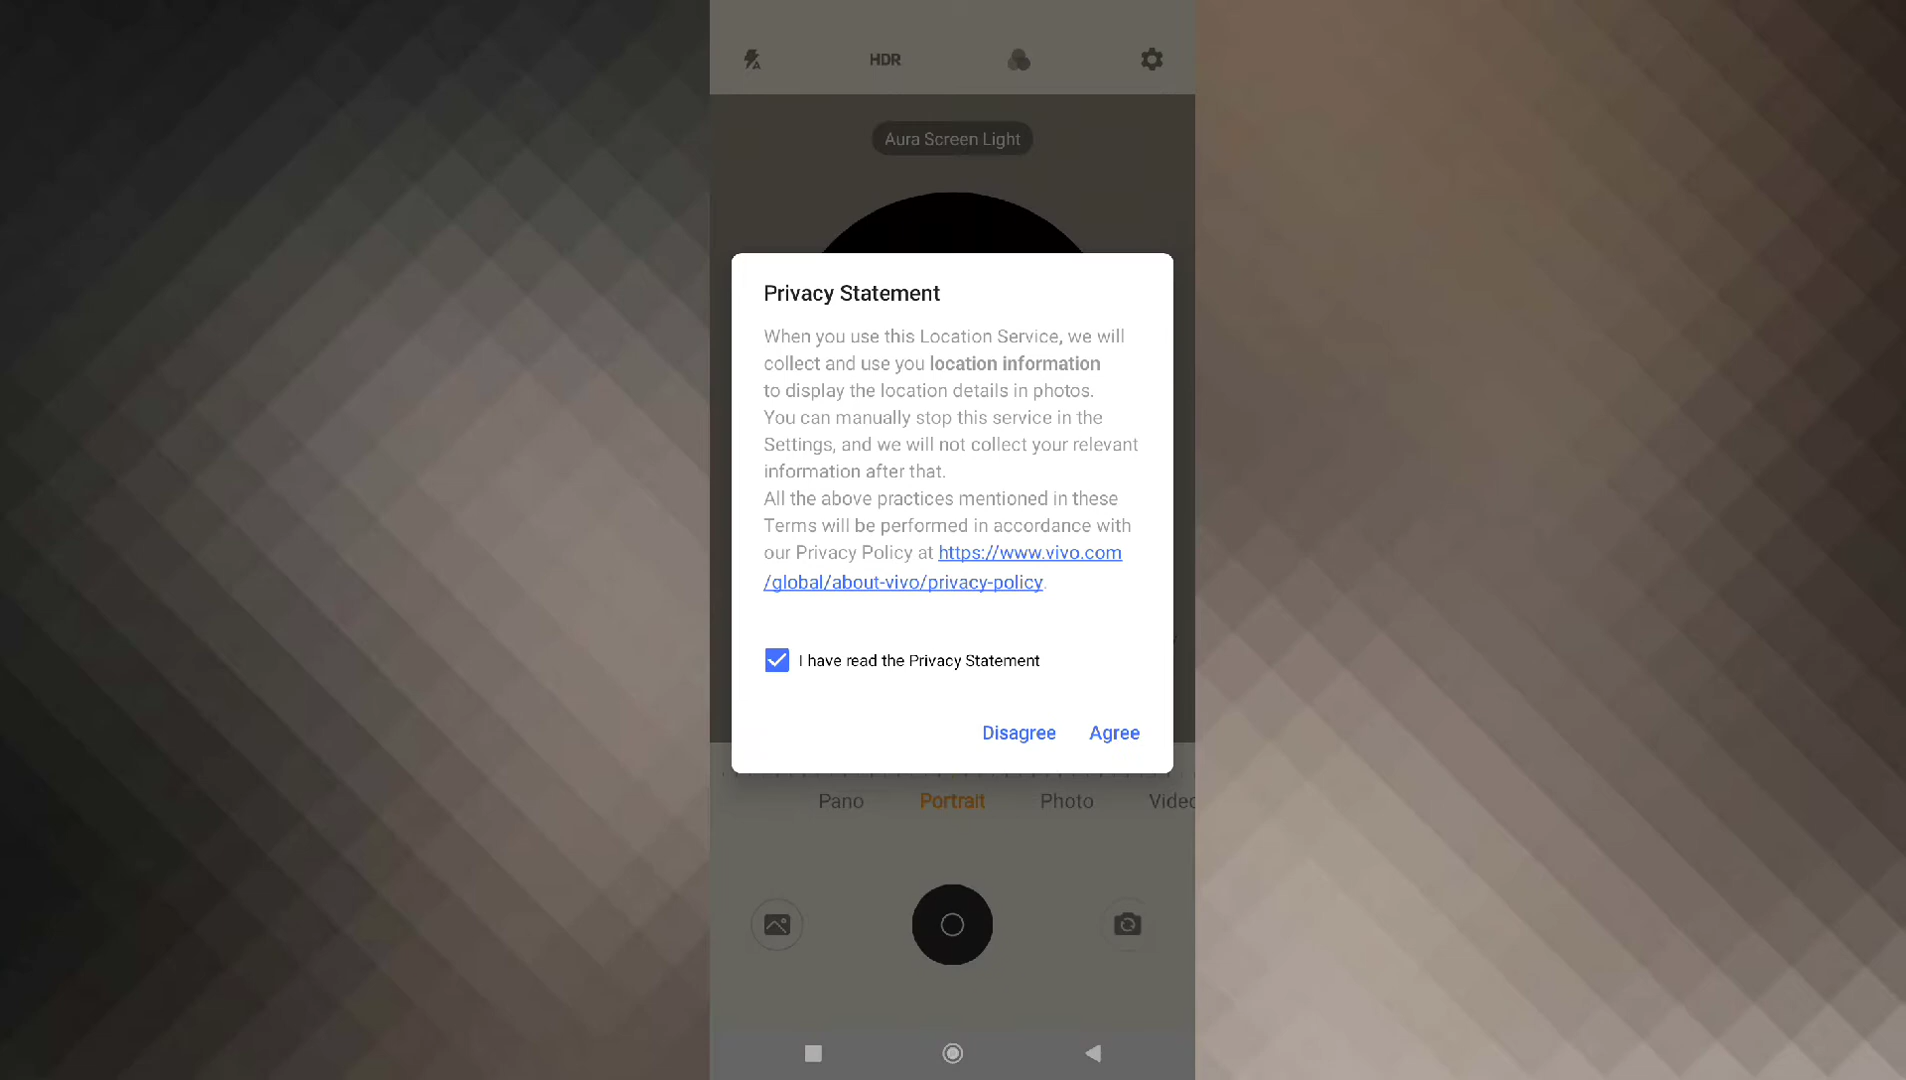 HDR
Aura Screen Light
Privacy Statement
When you use this Location Service, we will
collect and use you location information
to display the location details in photos.
You can manually stop this service in the
Settings, and we will not collect your relevant
information after that.
All the above practices mentioned in these
Terms will be performed in accordance with
our Privacy Policy at https://www.vivo.com
/global/about-vivo/privacy-policy.
I have read the Privacy Statement
Disagree Agree
Pano Portrait Photo Video